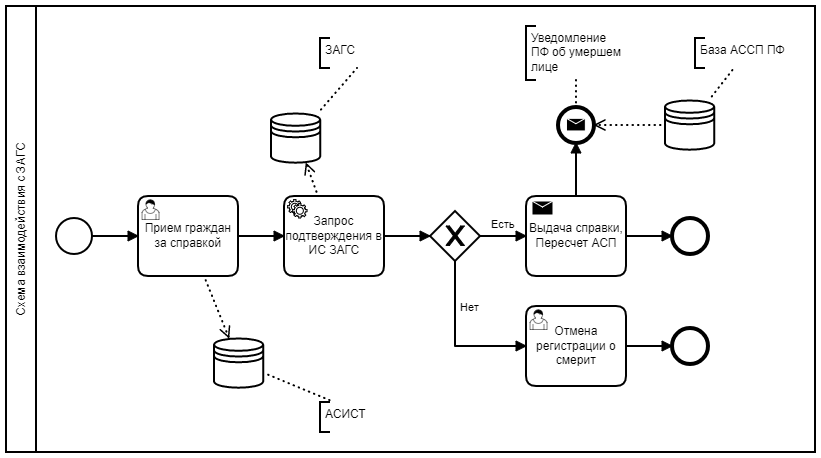 Схема взаимодействия с ЗАГС
ЗАГС
Уведомление
ПФ об умершем
лице
База АССП ПФ
Прием граждан
за справкой
Запрос
подтверждения в
ИС ЗАГС
Есть
Выдача справки,
Пересчет АСП
Нет
Отмена
регистрации о
смерит
АСИСТ